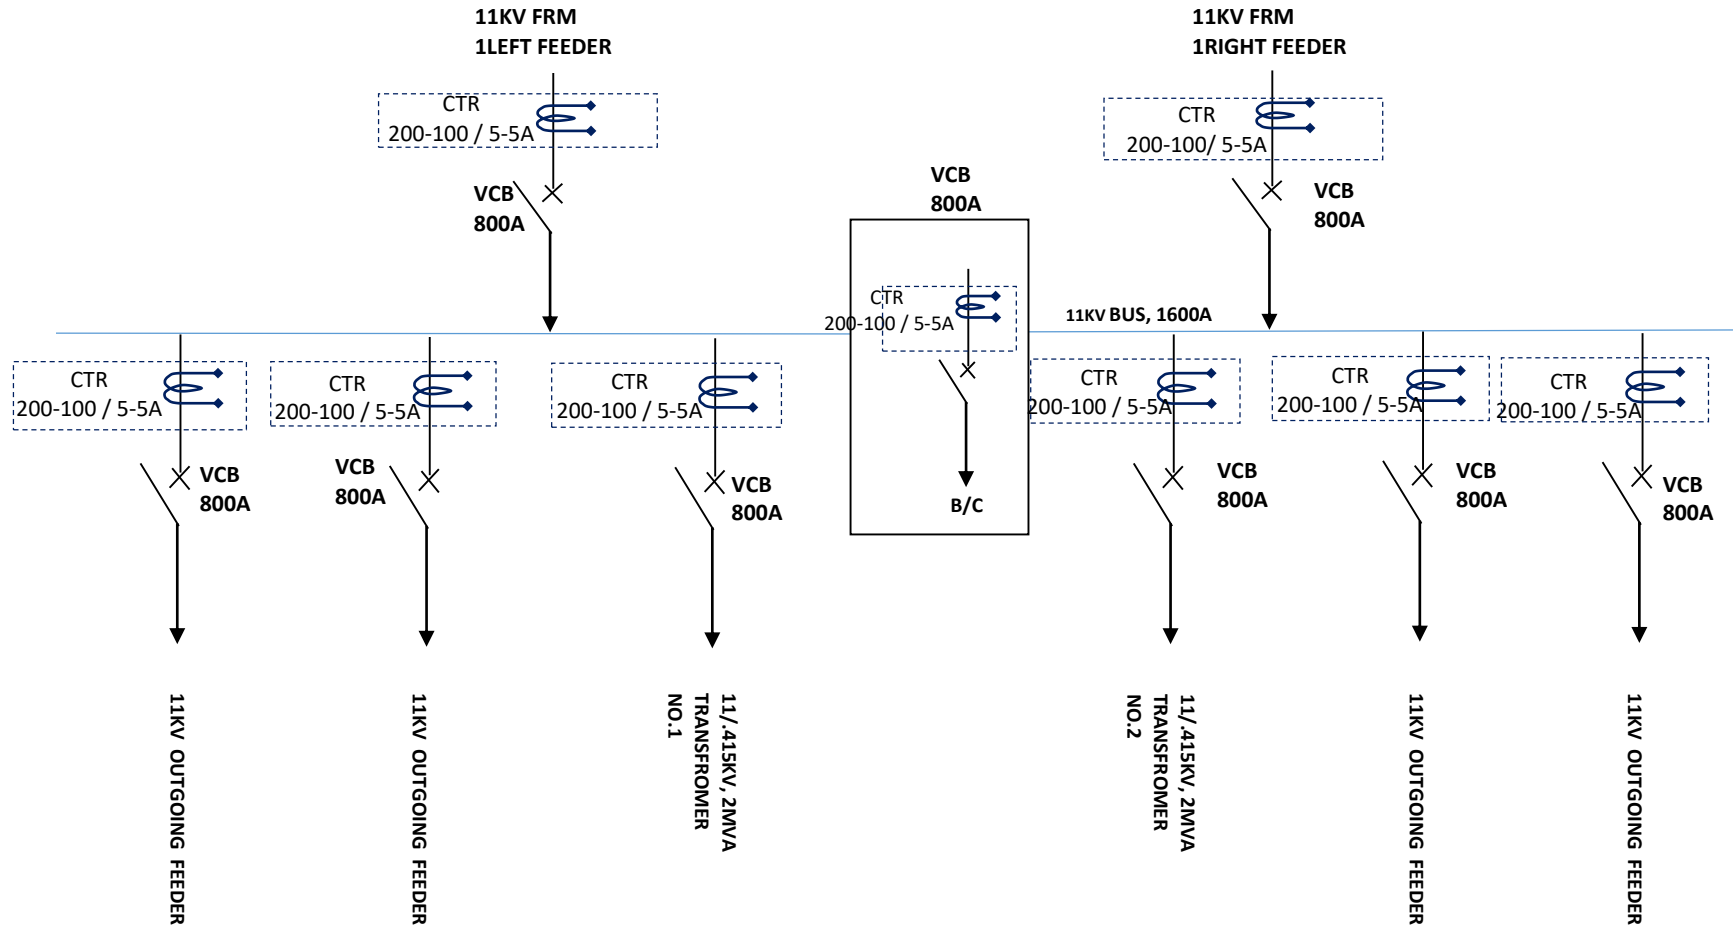 11KV FRM
1LEFT FEEDER
11KV FRM
1RIGHT FEEDER
CTR
200-100 / 5-5A
CTR
200-100/ 5-5A
VCB
800A
VCB
800A
VCB
800A
CTR
200-100 / 5-5A
11KV BUS, 1600A
CTR
200-100 / 5-5A
CTR
200-100 / 5-5A
CTR
200-100 / 5-5A
CTR
200-100 / 5-5A
CTR
200-100 / 5-5A
CTR
200-100 / 5-5A
VCB
800A
VCB
800A
VCB
800A
B/C
VCB
800A
VCB
800A
VCB
800A
11KV OUTGOING FEEDER
11KV OUTGOING FEEDER
11/.415KV, 2MVA
TRANSFROMER
NO.1
11/.415KV, 2MVA
TRANSFROMER
NO.2
11KV OUTGOING FEEDER
11KV OUTGOING FEEDER